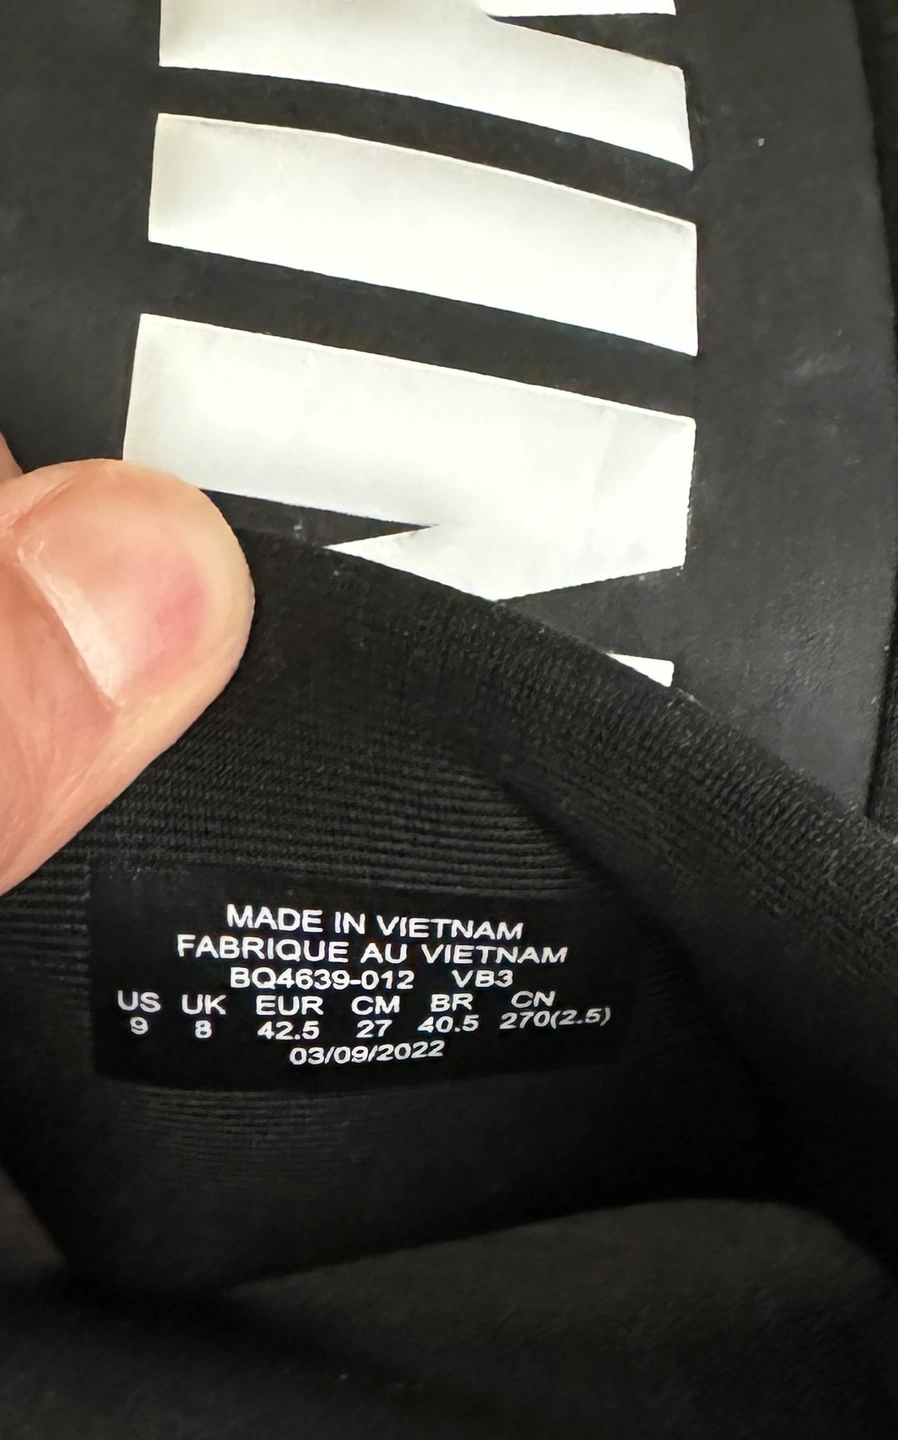 MADE IN VIETNAM
FABRIQUE AU VIETNAM
BQ4639-012 VB3
US UK EUR CM BR CN
9 8 42.5 27 40.5 270(2.5)
03/09/2022